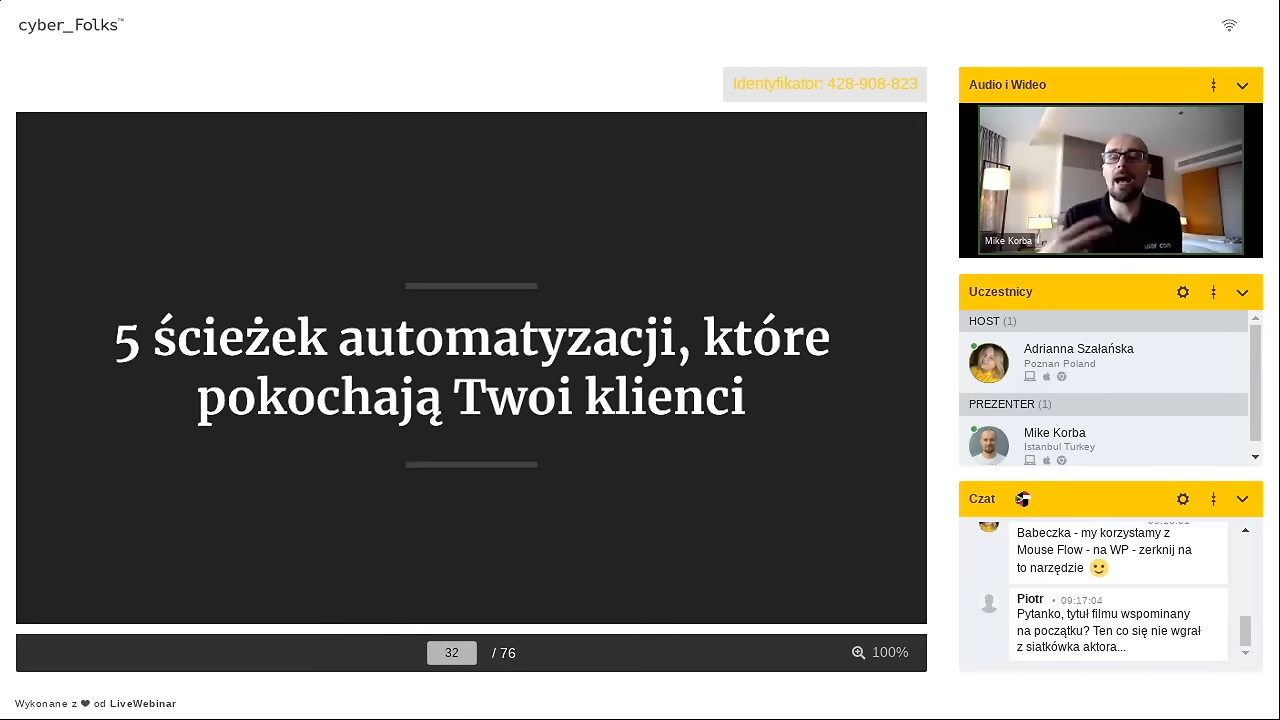 cyber_Folks™
Identyfikator: 428-908-823
5 ścieżek automatyzacji, które
pokochają Twoi klienci
32 / 76
100%
Wykonane z od LiveWebinar
Audio i Wideo
user com
Mike Korba
Uczestnicy
HOST (1)
Adrianna Szałańska
Poznan Poland
PREZENTER (1)
Mike Korba
Istanbul Turkey
Czat
Babeczka - my korzystamy z
Mouse Flow - na WP - zerknij na
to narzędzie
Piotr • 09:17:04
Pytanko, tytuł filmu wspominany
na początku? Ten co się nie wgrał
z siatkówka aktora...